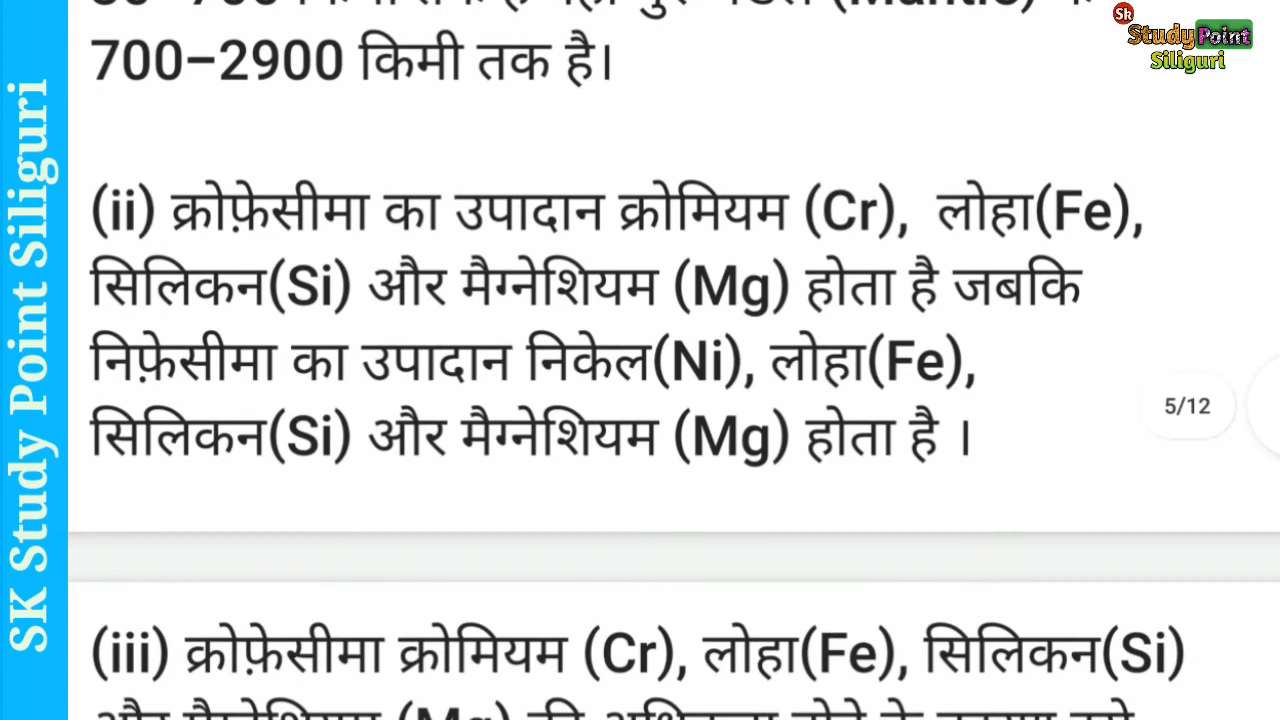 700–2900 किमी तक है।
(ii) क्रोफ़ेसीमा का उपादान क्रोमियम (Cr), लोहा(Fe),
सिलिकन(Si) और मैग्नेशियम (Mg) होता है जबकि
निफ़ेसीमा का उपादान निकेल(Ni), लोहा(Fe),
सिलिकन(Si) और मैग्नेशियम (Mg) होता है ।
(iii) क्रोफ़ेसीमा क्रोमियम (Cr), लोहा(Fe), सिलिकन(Si)
5/12
SK Study Point Siliguri
Sk
Study Point
Siliguri